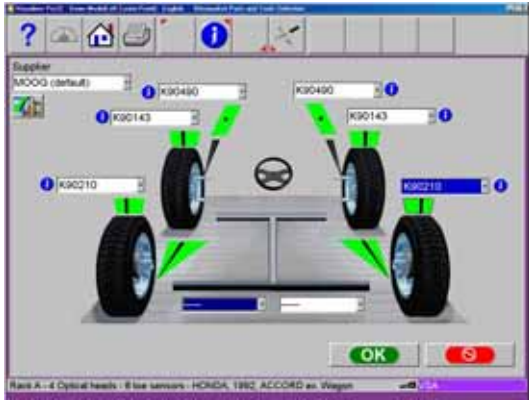 ?
i
Supplier
MOOG (default)
i K90490
K90490 i
i K90143
K90143 i
i K90210
K90210 i
OK
Rack A - 4 Optical heads - 8 toe sensors - HONDA, 1992, ACCORD ex. Wagon
USA